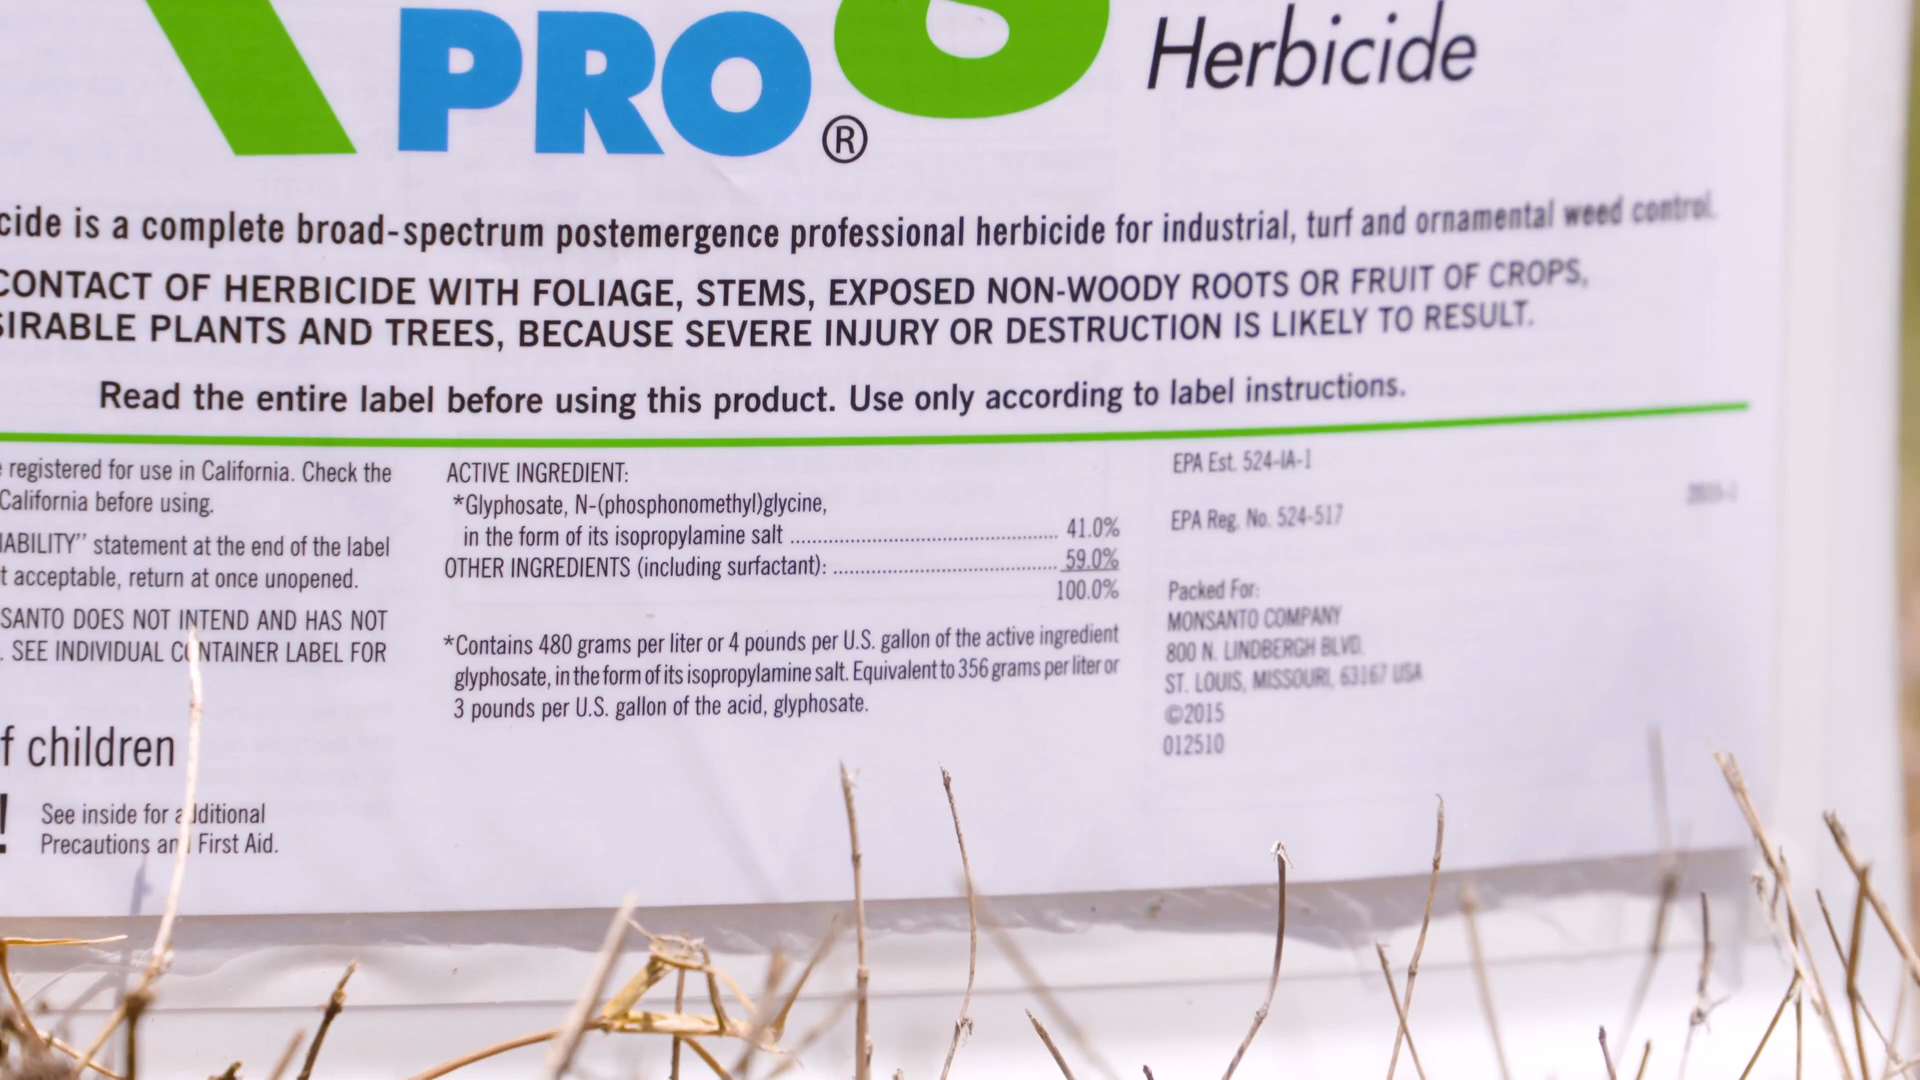 PRO®
Herbicide
cide is a complete broad-spectrum postemergence professional herbicide for industrial, turf and ornamental weed control.
CONTACT OF HERBICIDE WITH FOLIAGE, STEMS, EXPOSED NON-WOODY ROOTS OR FRUIT OF CROPS,
SIRABLE PLANTS AND TREES, BECAUSE SEVERE INJURY OR DESTRUCTION IS LIKELY TO RESULT.
Read the entire label before using this product. Use only according to label instructions.
registered for use in California. Check the
California before using.
IABILITY" statement at the end of the label
t acceptable, return at once unopened.
SANTO DOES NOT INTEND AND HAS NOT
. SEE INDIVIDUAL CONTAINER LABEL FOR
f children
! See inside for additional
Precautions and First Aid.
ACTIVE INGREDIENT:
*Glyphosate, N-(phosphonomethyl)glycine,
in the form of its isopropylamine salt ........ 41.0%
OTHER INGREDIENTS (including surfactant): ........ 59.0%
100.0%
*Contains 480 grams per liter or 4 pounds per U.S. gallon of the active ingredient
glyphosate, in the form of its isopropylamine salt. Equivalent to 356 grams per liter or
3 pounds per U.S. gallon of the acid, glyphosate.
EPA Est. 524-IA-1
EPA Reg. No. 524-517
Packed For:
MONSANTO COMPANY
800 N. LINDBERGH BLVD.
ST. LOUIS, MISSOURI, 63167 USA
©2015
012510